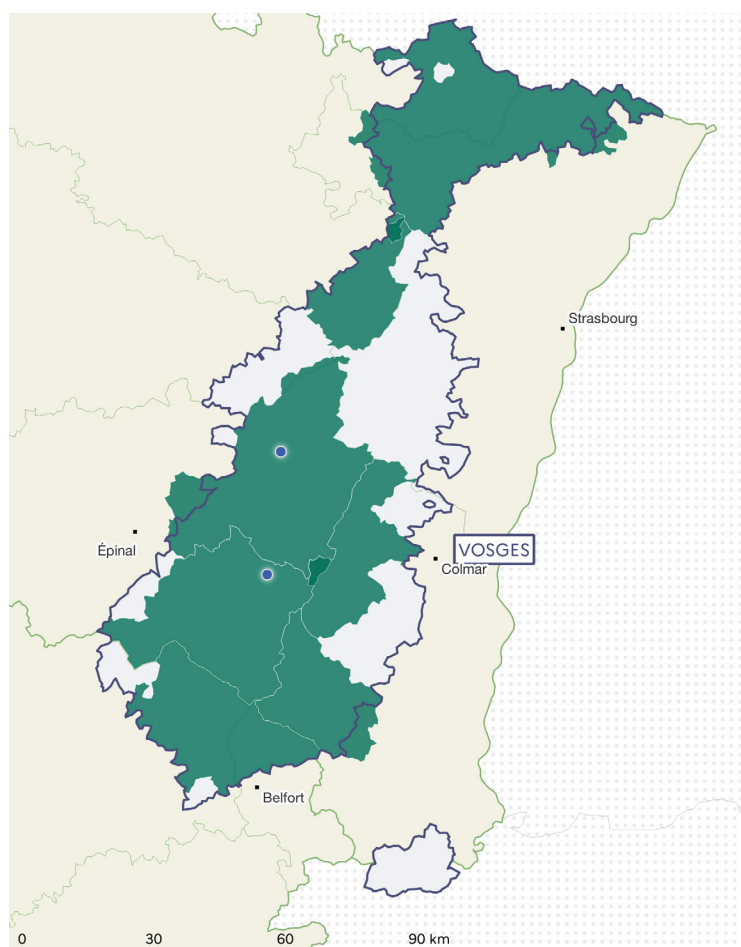 Strasbourg
VOSGES
Épinal
Colmar
Belfort
0 30 60 90 km